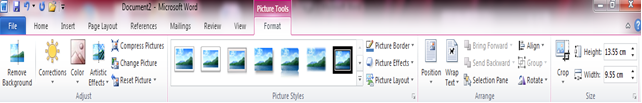 Document2 - Microsoft Word
Picture Tools
File Home Insert Page Layout References Mailings Review View Format
Remove Background
Corrections
Color
Artistic Effects
Compress Pictures
Change Picture
Reset Picture
Adjust
Picture Border
Picture Effects
Picture Layout
Picture Styles
Position
Wrap Text
Bring Forward
Send Backward
Selection Pane
Align
Group
Rotate
Arrange
Crop
Height: 13.55 cm
Width: 9.55 cm
Size